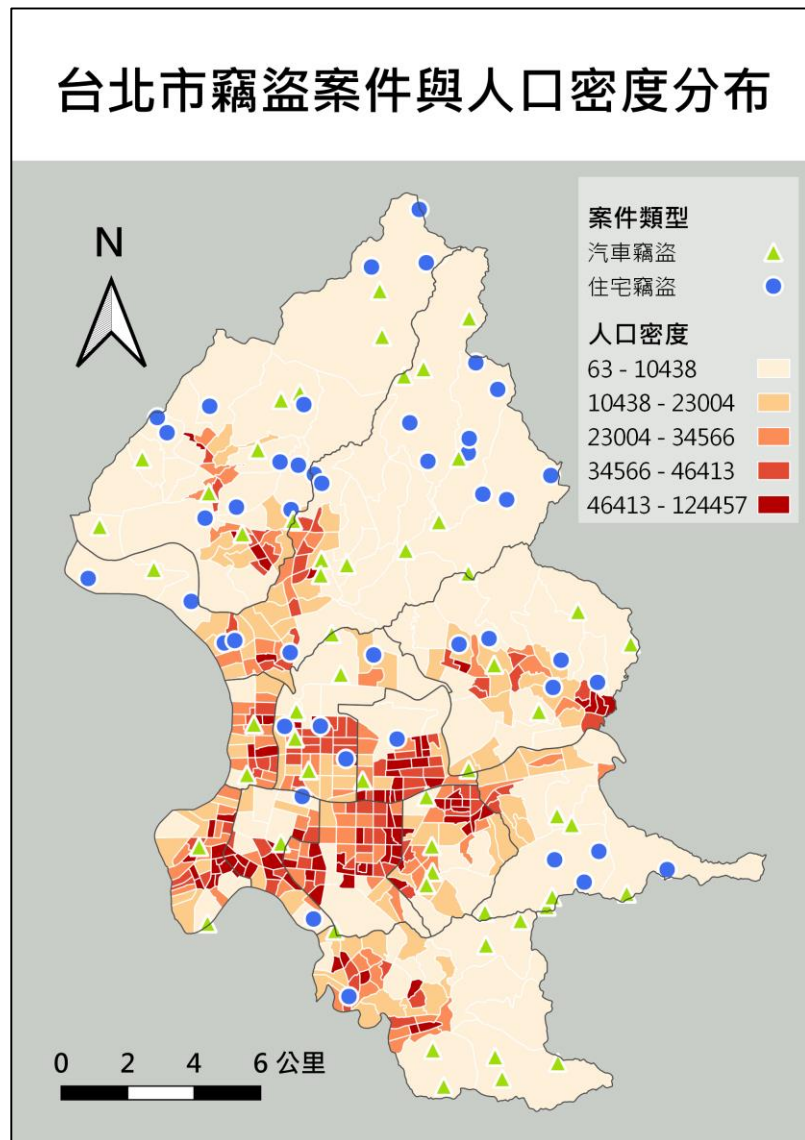 台北市竊盜案件與人口密度分布
N
案件類型
汽車竊盜
住宅竊盜
人口密度
63 - 10438
10438 - 23004
23004 - 34566
34566 - 46413
46413 - 124457
0 2 4 6 公里